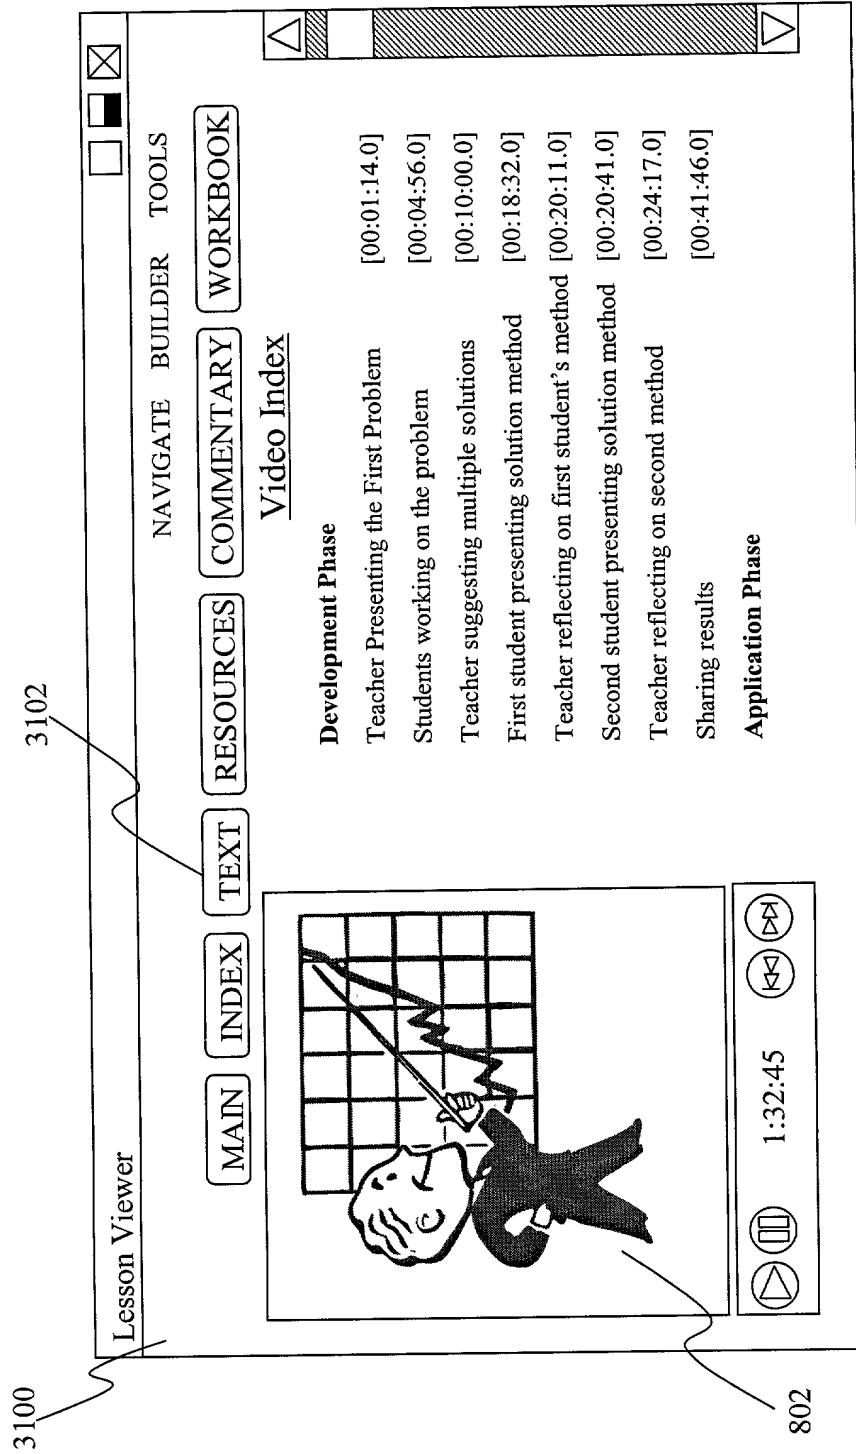 3100
3102
Lesson Viewer
NAVIGATE BUILDER TOOLS
MAIN INDEX TEXT RESOURCES COMMENTARY WORKBOOK
Video Index
Development Phase
Teacher Presenting the First Problem [00:01:14.0]
Students working on the problem [00:04:56.0]
Teacher suggesting multiple solutions [00:10:00.0]
First student presenting solution method [00:18:32.0]
Teacher reflecting on first student's method [00:20:11.0]
Second student presenting solution method [00:20:41.0]
Teacher reflecting on second method [00:24:17.0]
Sharing results [00:41:46.0]
Application Phase
1:32:45
802